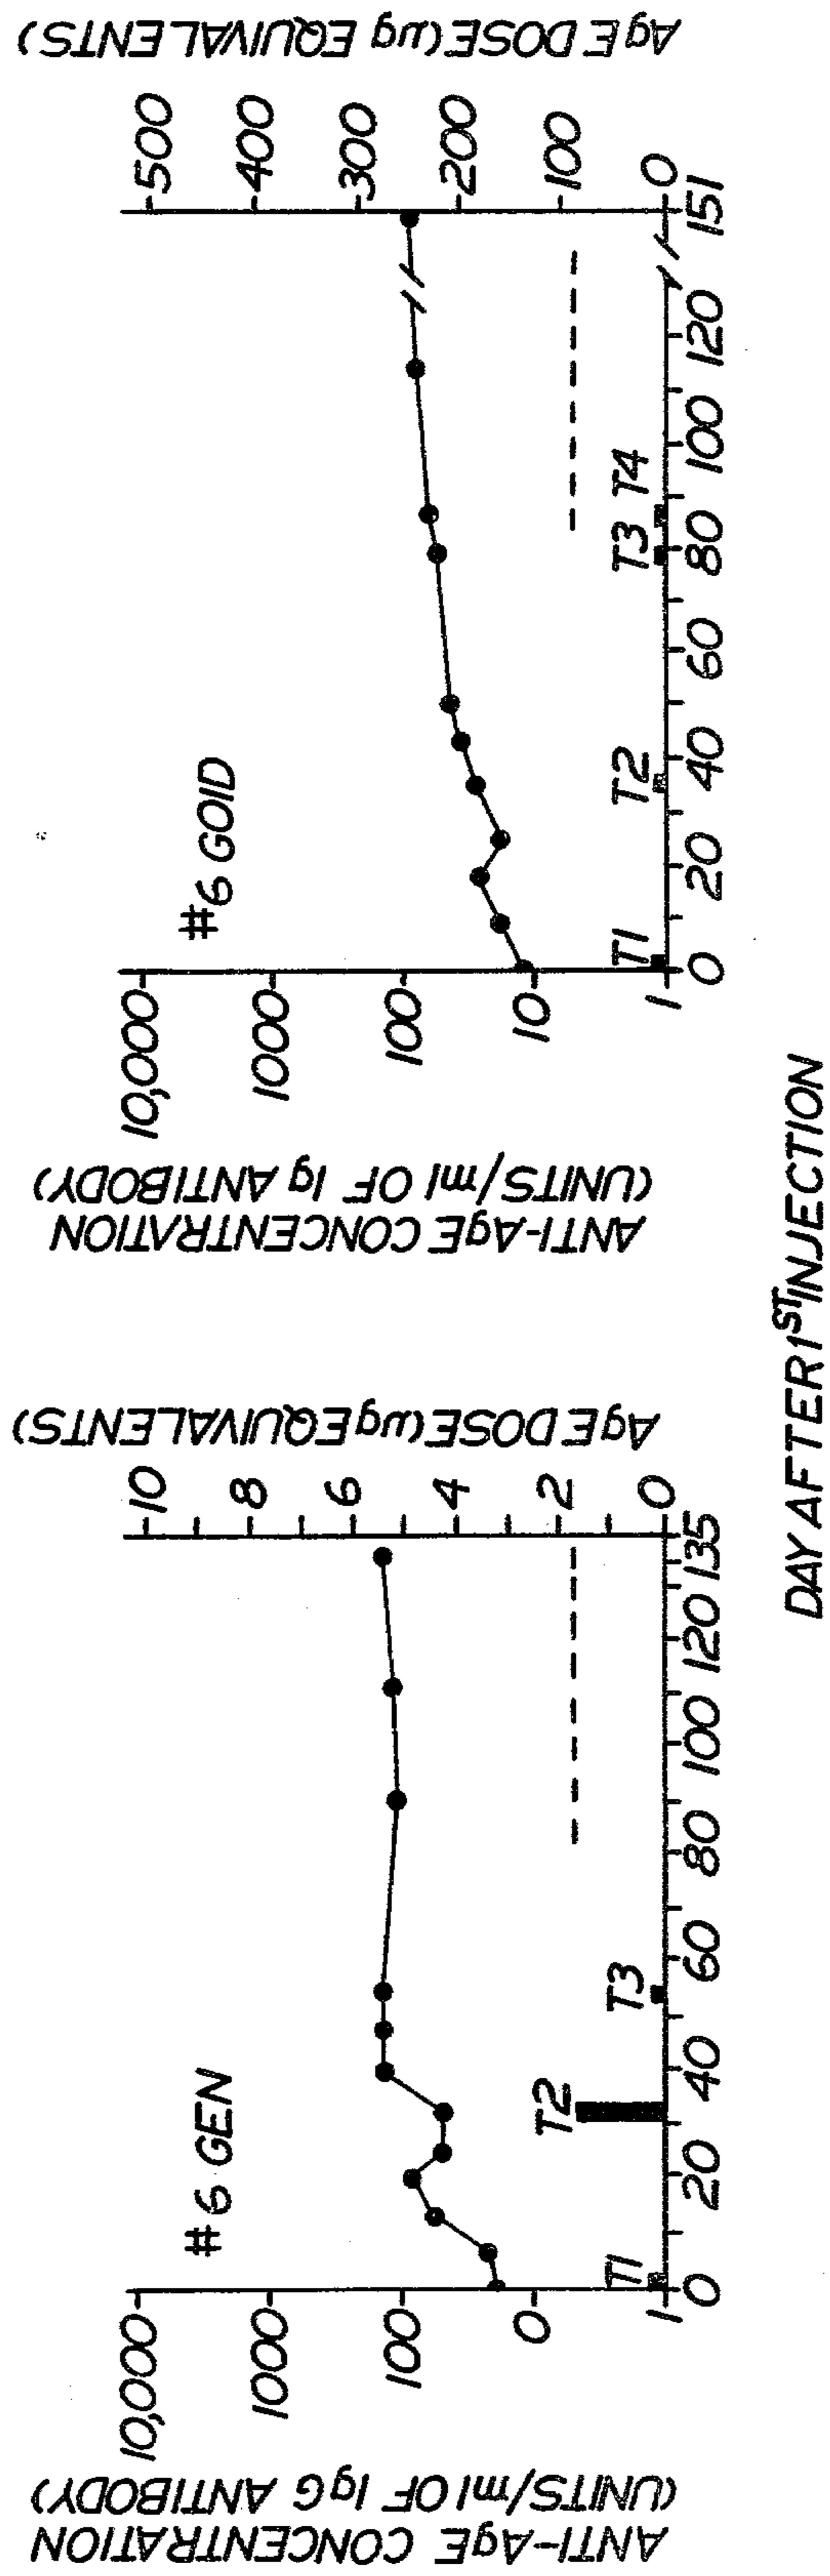 #6 GEN
ANTI-AgE CONCENTRATION
(UNITS/ml OF IgG ANTIBODY)
10,000
1000
100
0
1
T1
T2
T3
0 20 40 60 80 100 120 135
10
8
6
4
2
0
AgE DOSE (ug EQUIVALENTS)
#6 GOID
ANTI-AgE CONCENTRATION
(UNITS/ml OF Ig ANTIBODY)
10,000
1000
100
10
1
T1
T2
T3 T4
0 20 40 60 80 100 120 151
500
400
300
200
100
0
AgE DOSE (ug EQUIVALENTS)
DAY AFTER 1ST INJECTION